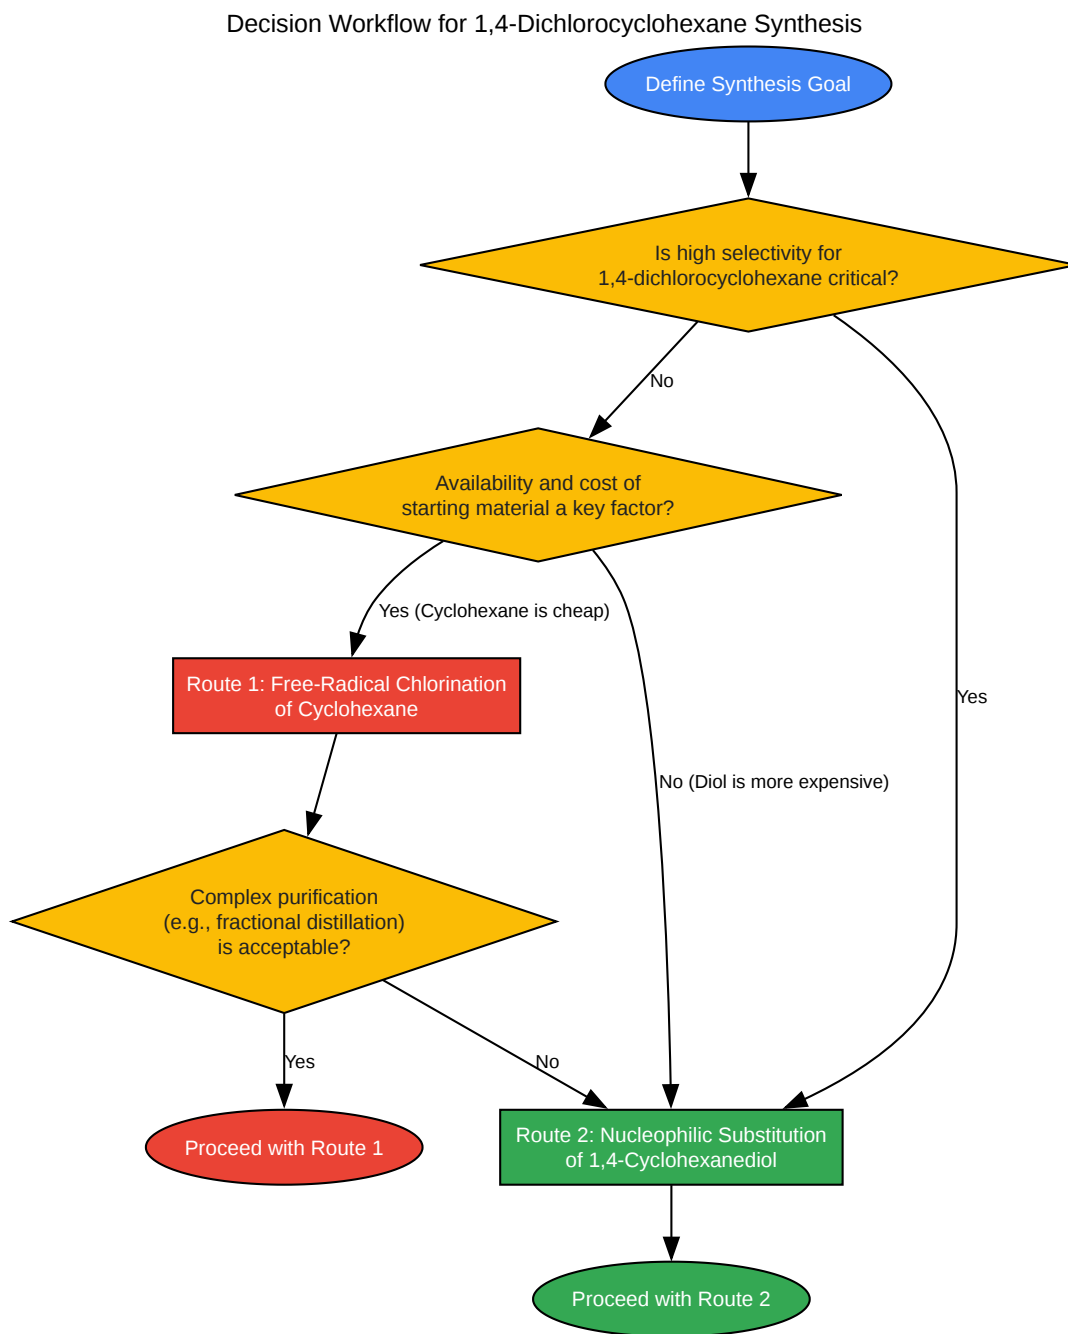 Decision Workflow for 1,4-Dichlorocyclohexane Synthesis
Define Synthesis Goal
Is high selectivity for
1,4-dichlorocyclohexane critical?
No
Availability and cost of
starting material a key factor?
Yes (Cyclohexane is cheap)
Route 1: Free-Radical Chlorination
of Cyclohexane
Yes
No (Diol is more expensive)
Complex purification
(e.g., fractional distillation)
is acceptable?
Yes
No
Route 2: Nucleophilic Substitution
of 1,4-Cyclohexanediol
Proceed with Route 1
Proceed with Route 2